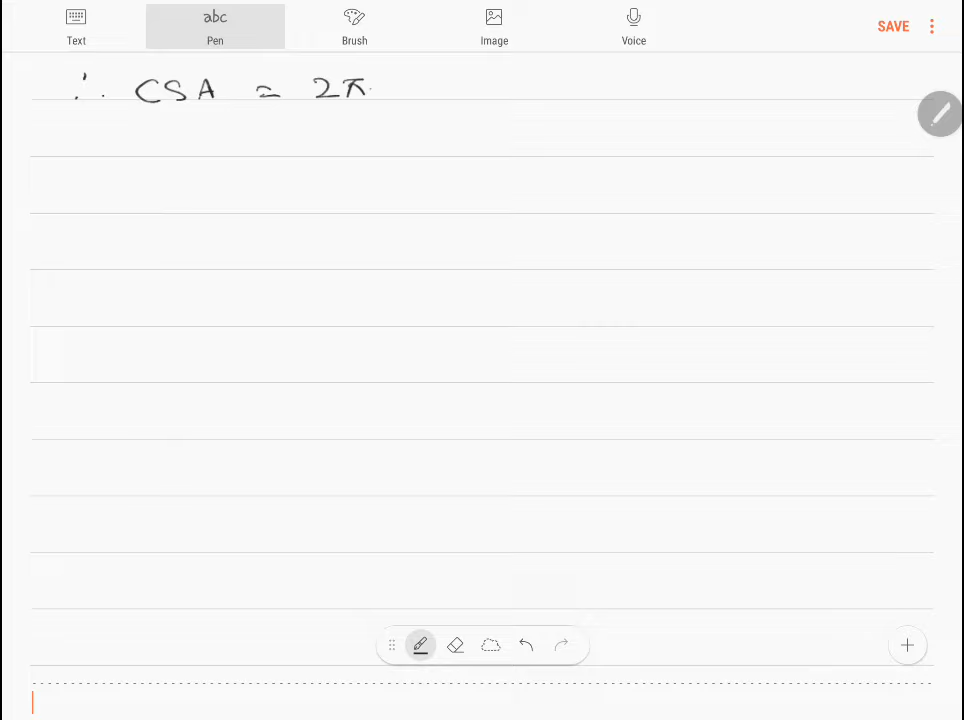 Text
abc
Pen
Brush
Image
Voice
SAVE
∴ CSA = 2π